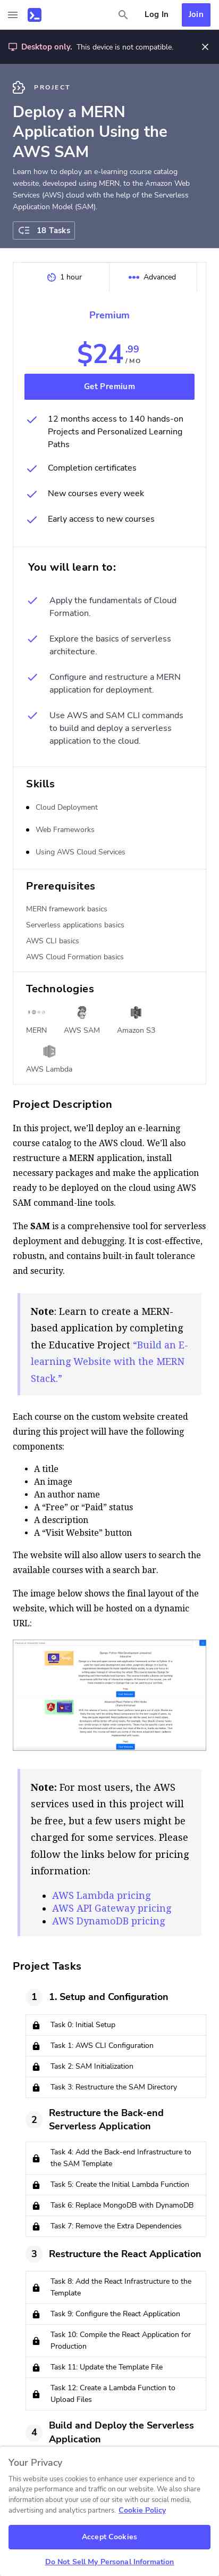 Log In
Join
Desktop only. This device is not compatible.
PROJECT
Deploy a MERN
Application Using the
AWS SAM
Learn how to deploy an e-learning course catalog
website, developed using MERN, to the Amazon Web
Services (AWS) cloud with the help of the Serverless
Application Model (SAM).
18 Tasks
1 hour
Advanced
Premium
$24.99
/ MO
Get Premium
12 months access to 140 hands-on
Projects and Personalized Learning
Paths
Completion certificates
New courses every week
Early access to new courses
You will learn to:
Apply the fundamentals of Cloud
Formation.
Explore the basics of serverless
architecture.
Configure and restructure a MERN
application for deployment.
Use AWS and SAM CLI commands
to build and deploy a serverless
application to the cloud.
Skills
Cloud Deployment
Web Frameworks
Using AWS Cloud Services
Prerequisites
MERN framework basics
Serverless applications basics
AWS CLI basics
AWS Cloud Formation basics
Technologies
MERN
AWS SAM
Amazon S3
AWS Lambda
Project Description
In this project, we’ll deploy an e-learning
course catalog to the AWS cloud. We’ll also
restructure a MERN application, install
necessary packages and make the application
ready to be deployed on the cloud using AWS
SAM command-line tools.
The SAM is a comprehensive tool for serverless
deployment and debugging. It is cost-effective,
robustn, and contains built-in fault tolerance
and security.
Note: Learn to create a MERN-
based application by completing
the Educative Project “Build an E-
learning Website with the MERN
Stack.”
Each course on the custom website created
during this project will have the following
components:
• A title
• An image
• An author name
• A “Free” or “Paid” status
• A description
• A “Visit Website” button
The website will also allow users to search the
available courses with a search bar.
The image below shows the final layout of the
website, which will be hosted on a dynamic
URL:
Note: For most users, the AWS
services used in this project will
be free, but a few users might be
charged for some services. Please
follow the links below for pricing
information:
• AWS Lambda pricing
• AWS API Gateway pricing
• AWS DynamoDB pricing
Project Tasks
1 1. Setup and Configuration
Task 0: Initial Setup
Task 1: AWS CLI Configuration
Task 2: SAM Initialization
Task 3: Restructure the SAM Directory
2 Restructure the Back-end
Serverless Application
Task 4: Add the Back-end Infrastructure to
the SAM Template
Task 5: Create the Initial Lambda Function
Task 6: Replace MongoDB with DynamoDB
Task 7: Remove the Extra Dependencies
3 Restructure the React Application
Task 8: Add the React Infrastructure to the
Template
Task 9: Configure the React Application
Task 10: Compile the React Application for
Production
Task 11: Update the Template File
Task 12: Create a Lambda Function to
Upload Files
4 Build and Deploy the Serverless
Application
Your Privacy
This website uses cookies to enhance user experience and to
analyze performance and traffic on our website. We also
share information about your use of our site with our social
media, advertising and analytics partners. Cookie Policy
Accept Cookies
Do Not Sell My Personal Information